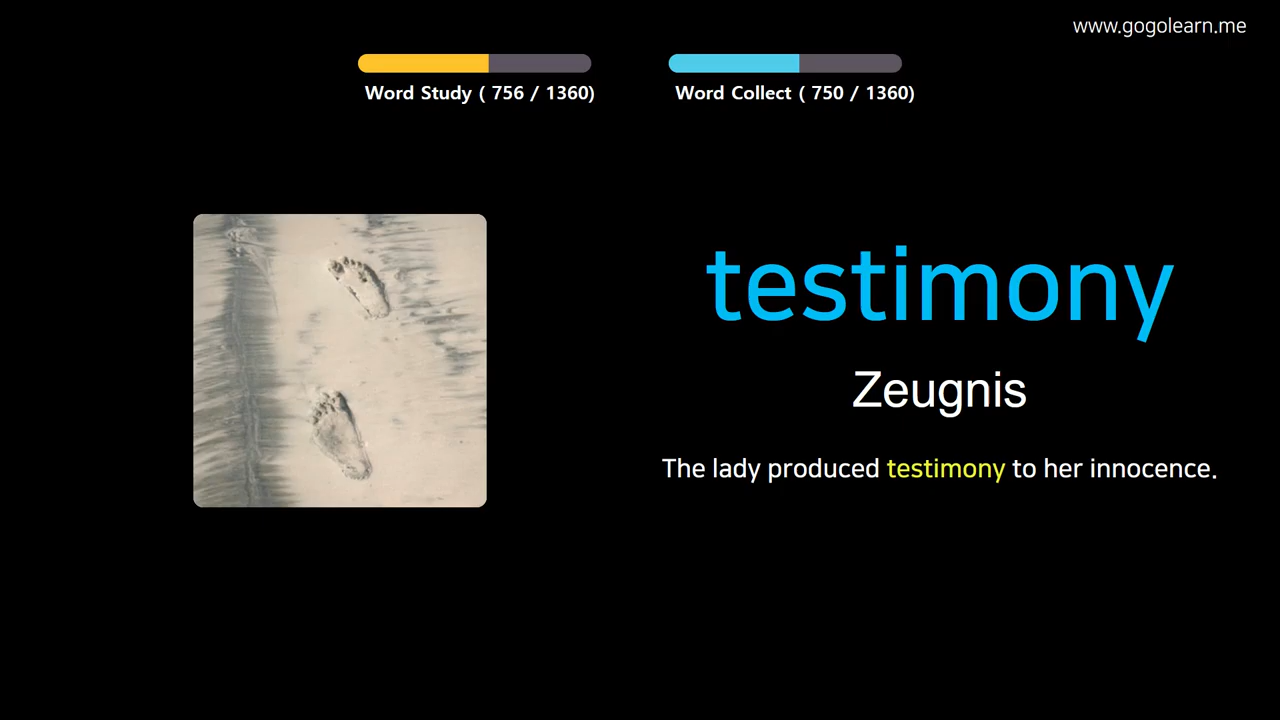 www.gogolearn.me
Word Study ( 756 / 1360)
Word Collect ( 750 / 1360)
testimony
Zeugnis
The lady produced testimony to her innocence.